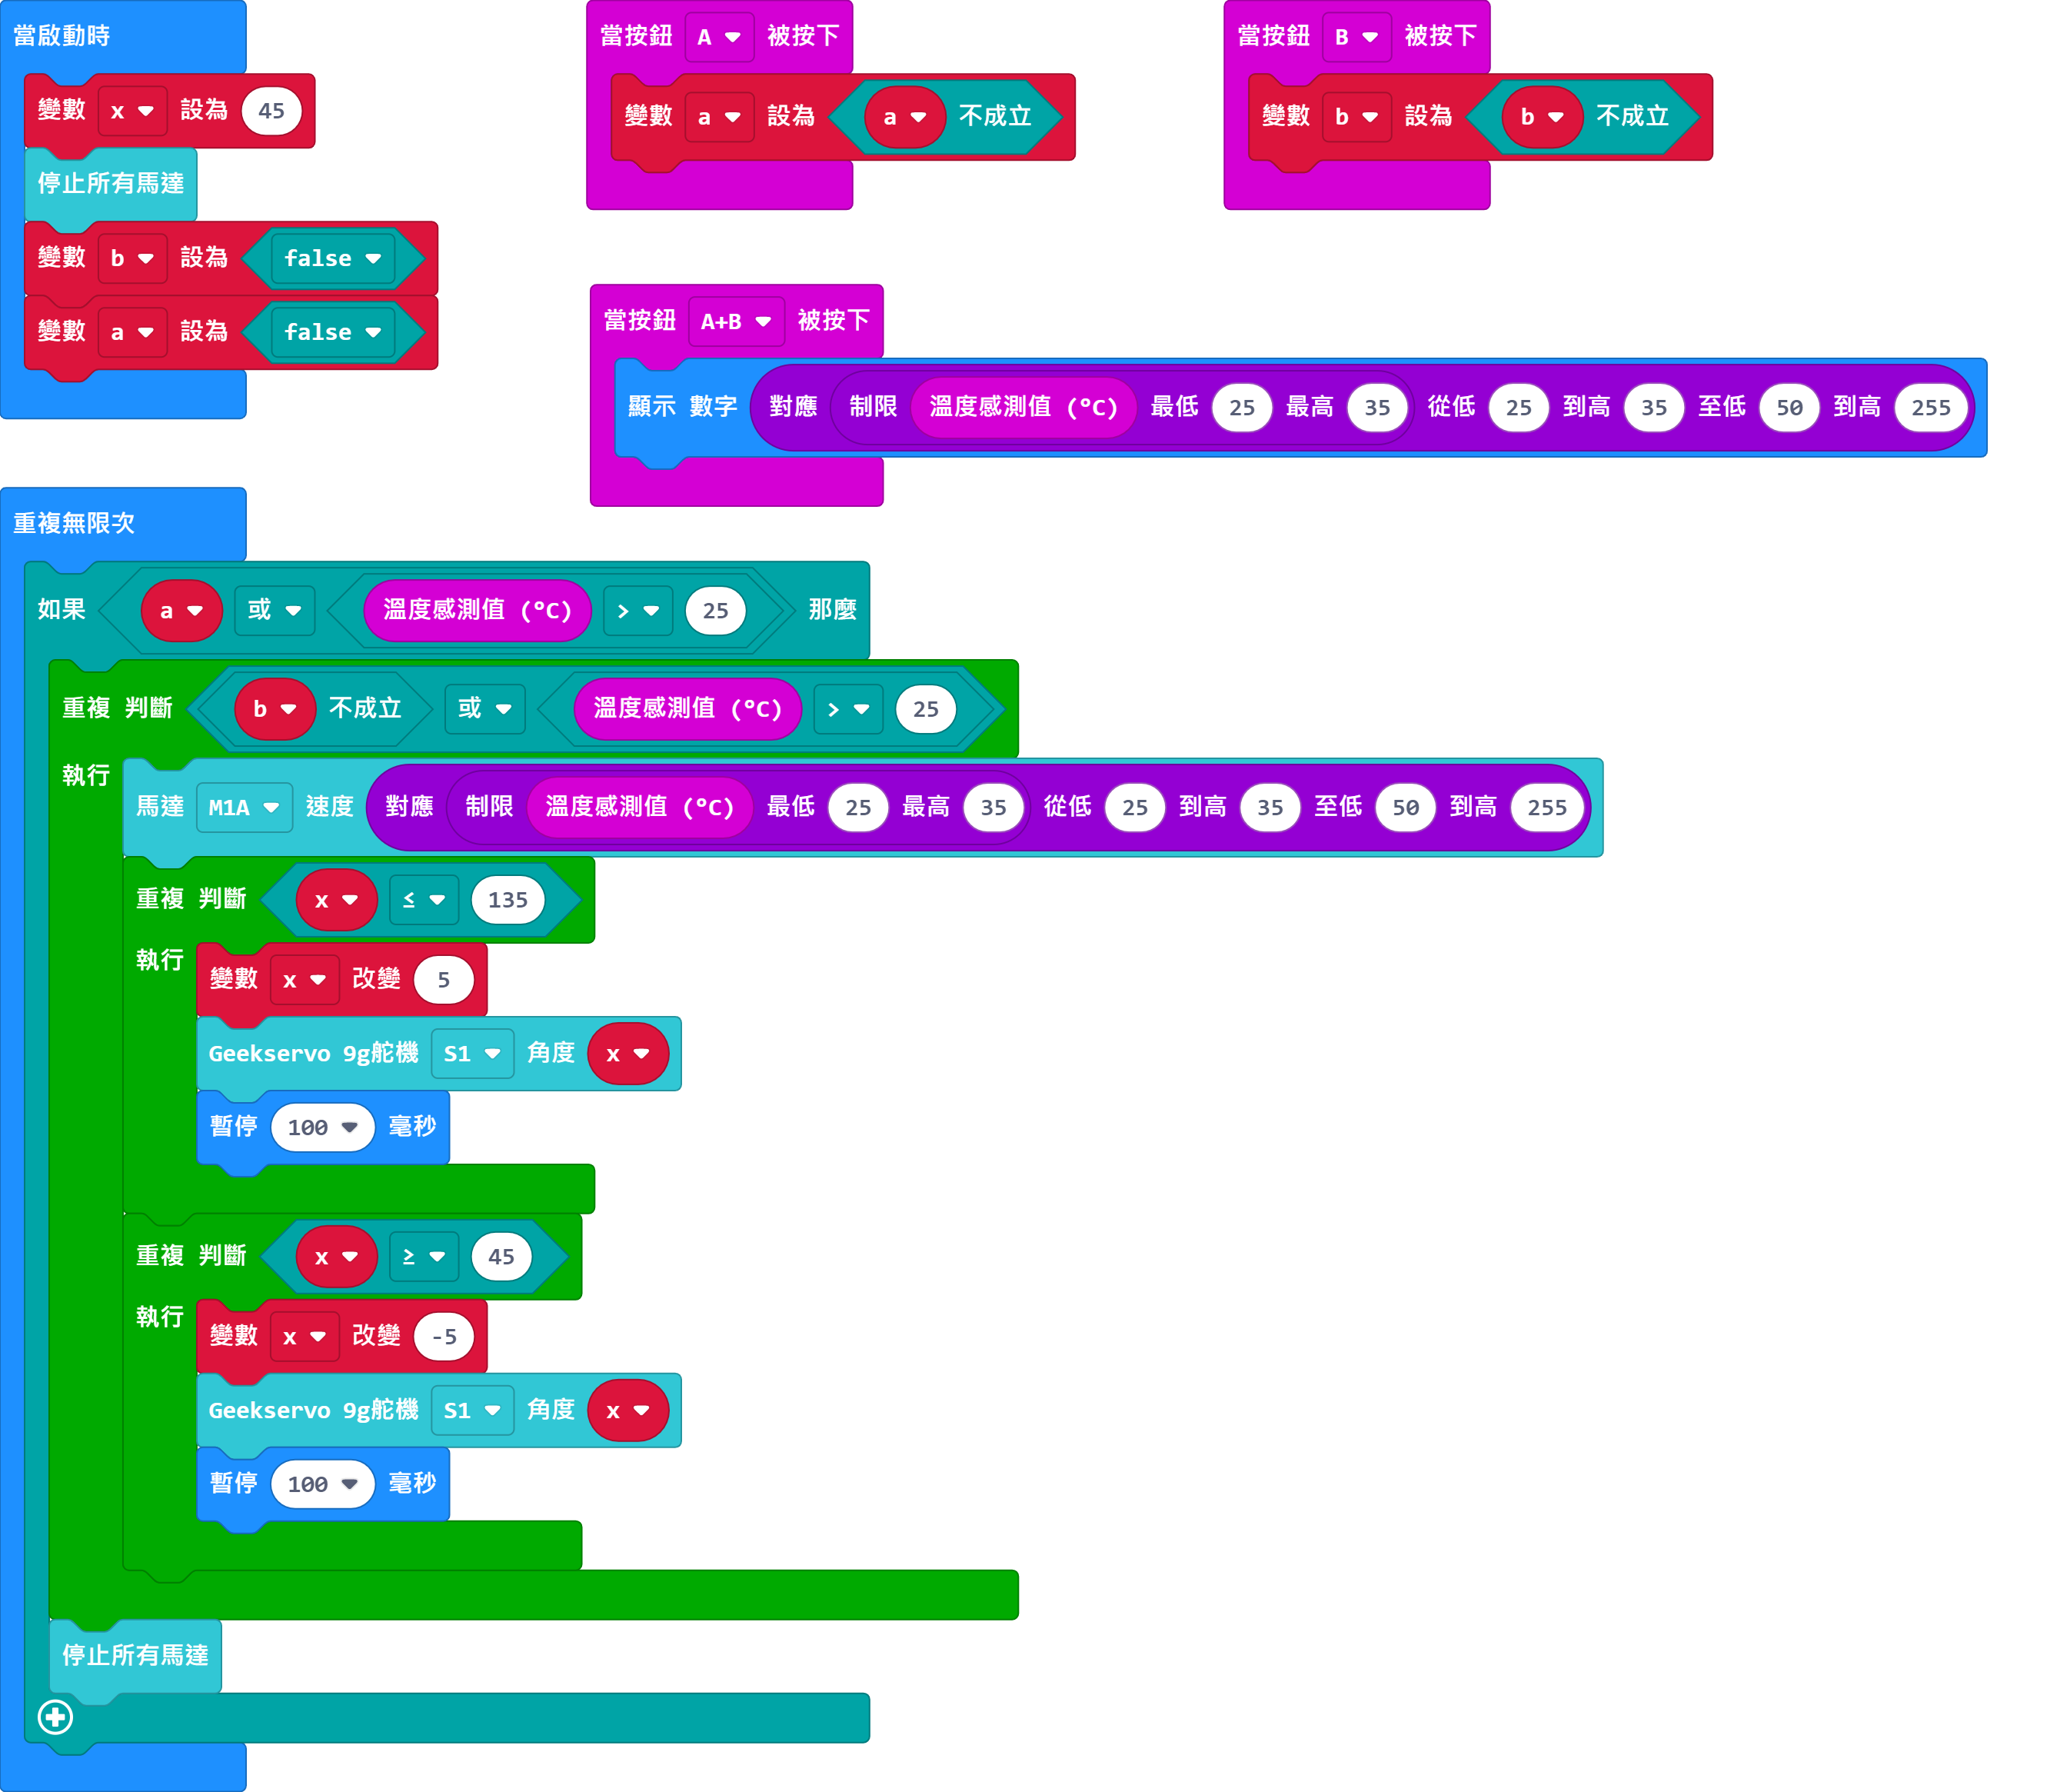 當啟動時
變數 x 設為 45
停止所有馬達
變數 b 設為 false
變數 a 設為 false
當按鈕 A 被按下
變數 a 設為 a 不成立
當按鈕 B 被按下
變數 b 設為 b 不成立
當按鈕 A+B 被按下
顯示 數字 對應 制限 溫度感測值 (°C) 最低 25 最高 35 從低 25 到高 35 至低 50 到高 255
重複無限次
如果 a 或 溫度感測值 (°C) > 25 那麼
重複 判斷 b 不成立 或 溫度感測值 (°C) > 25
執行
馬達 M1A 速度 對應 制限 溫度感測值 (°C) 最低 25 最高 35 從低 25 到高 35 至低 50 到高 255
重複 判斷 x ≤ 135
執行
變數 x 改變 5
Geekservo 9g舵機 S1 角度 x
暫停 100 毫秒
重複 判斷 x ≥ 45
執行
變數 x 改變 -5
Geekservo 9g舵機 S1 角度 x
暫停 100 毫秒
停止所有馬達